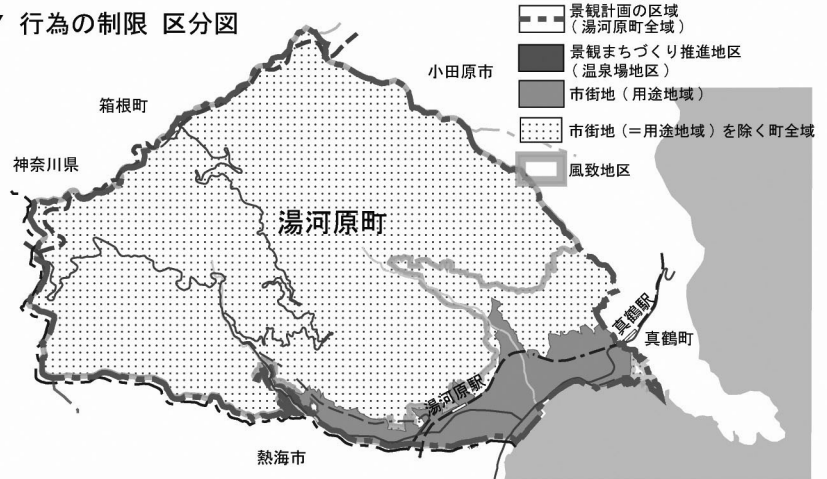 行為の制限 区分図
景観計画の区域
(湯河原町全域)
景観まちづくり推進地区
(温泉場地区)
市街地(用途地域)
市街地(=用途地域)を除く町全域
風致地区
小田原市
箱根町
神奈川県
湯河原町
真鶴駅
真鶴町
湯河原駅
熱海市